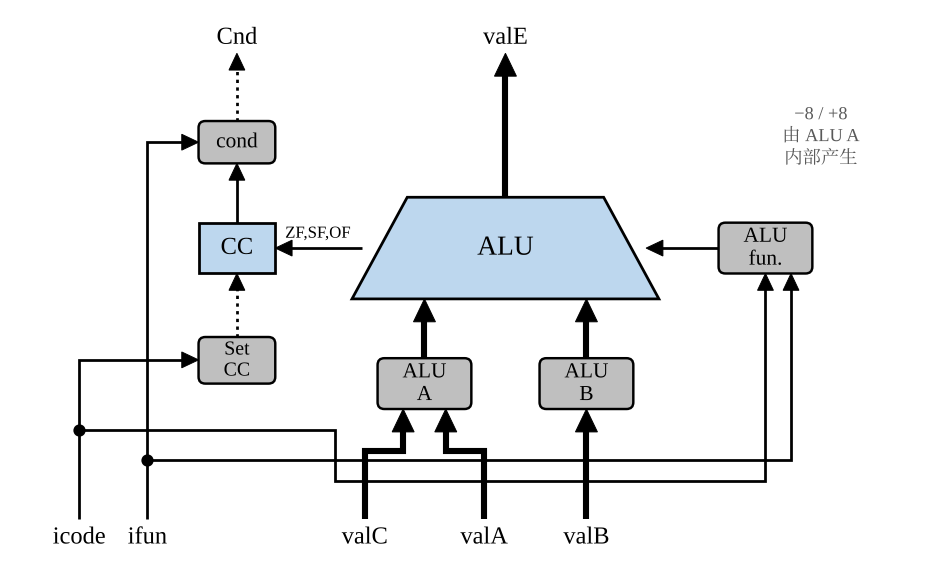 Cnd
valE
−8 / +8
由 ALU A
内部产生
cond
CC
ZF,SF,OF
ALU
ALU
fun.
Set
CC
ALU
A
ALU
B
icode
ifun
valC
valA
valB